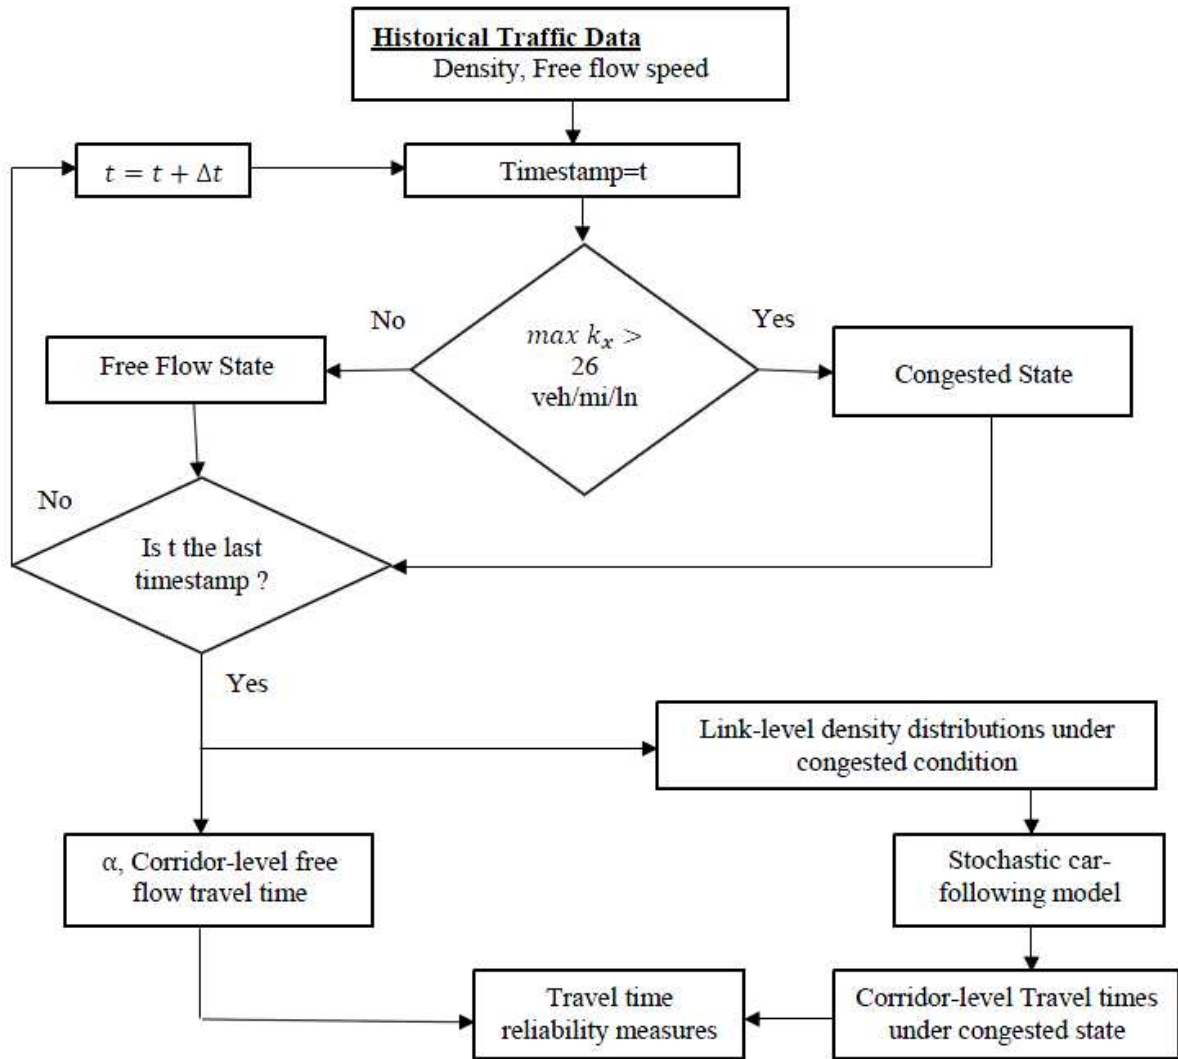 Historical Traffic Data
Density, Free flow speed
t = t + Δt
Timestamp=t
No
Yes
max kₓ >
26
veh/mi/ln
Free Flow State
Congested State
No
Is t the last
timestamp ?
Yes
Link-level density distributions under
congested condition
α, Corridor-level free
flow travel time
Stochastic car-
following model
Travel time
reliability measures
Corridor-level Travel times
under congested state